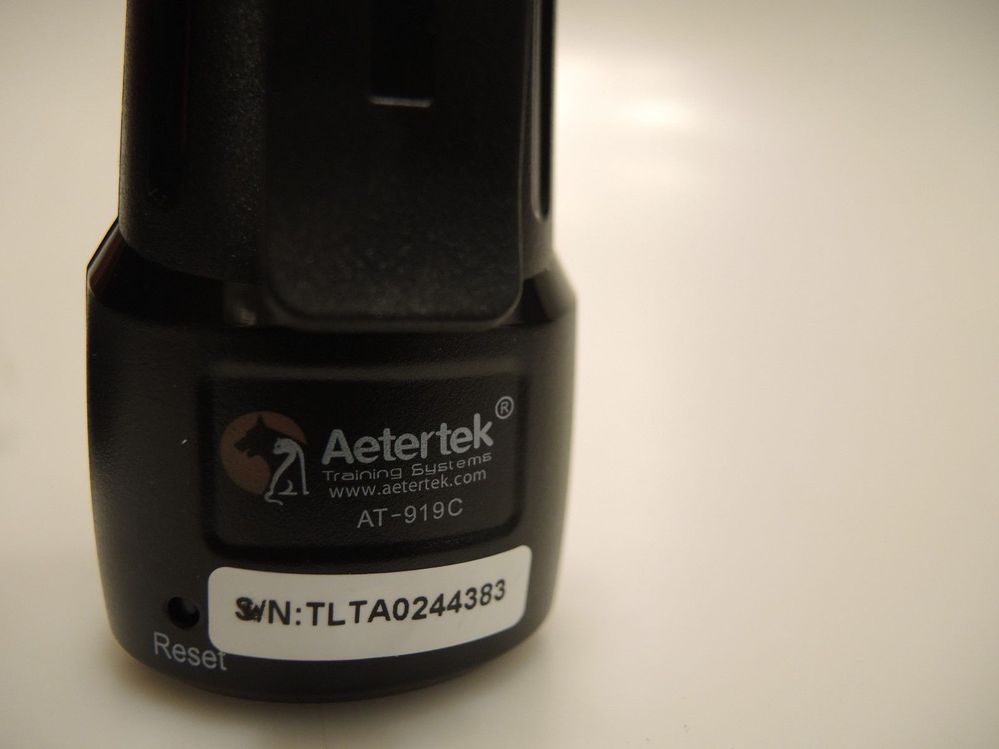 Aetertek®
Training Systems
www.aetertek.com
AT-919C
S/N:TLTA0244383
Reset